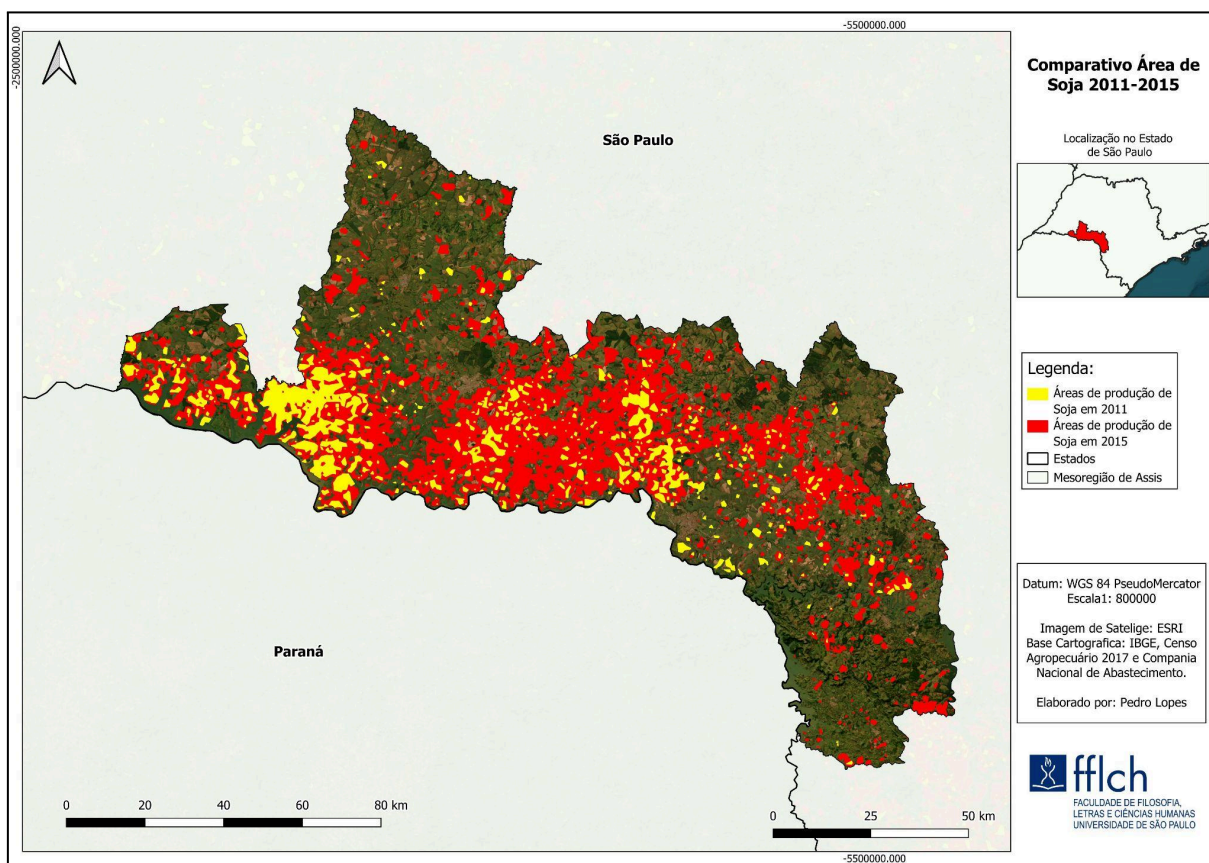 -5500000.000
-2500000.000
São Paulo
Paraná
0 20 40 60 80 km
0 25 50 km
-5500000.000
Comparativo Área de
Soja 2011-2015
Localização no Estado
de São Paulo
Legenda:
Áreas de produção de
Soja em 2011
Áreas de produção de
Soja em 2015
Estados
Mesoregião de Assis
Datum: WGS 84 PseudoMercator
Escala1: 800000
Imagem de Satelige: ESRI
Base Cartografica: IBGE, Censo
Agropecuário 2017 e Compania
Nacional de Abastecimento.
Elaborado por: Pedro Lopes
fflch
FACULDADE DE FILOSOFIA,
LETRAS E CIÊNCIAS HUMANAS
UNIVERSIDADE DE SÃO PAULO